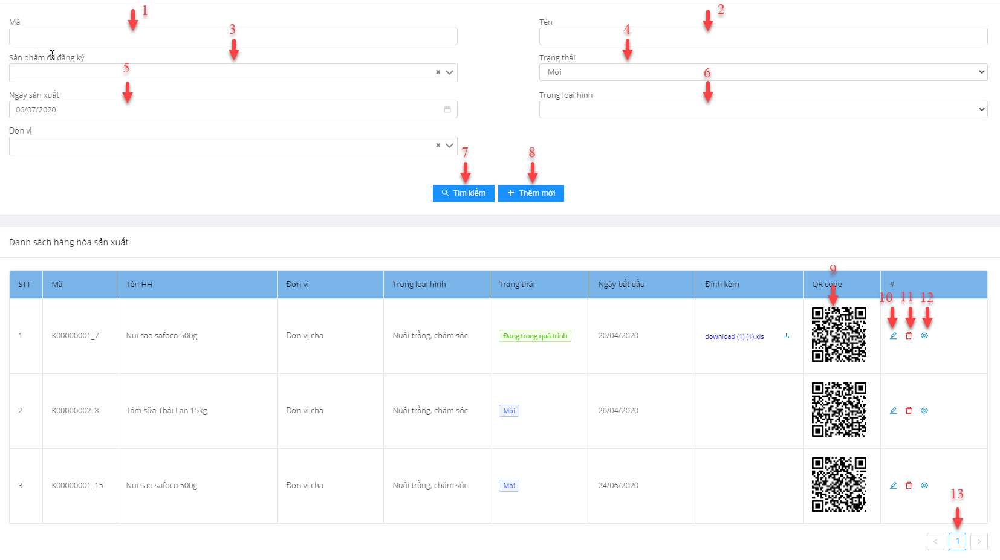 1
2
Mã
Tên
3
4
Sản phẩm đã đăng ký
Trạng thái
5
Mới
6
Ngày sản xuất
Trong loại hình
06/07/2020
Đơn vị
7
8
Tìm kiếm
Thêm mới
Danh sách hàng hóa sản xuất
9
STT Mã Tên HH Đơn vị Trong loại hình Trạng thái Ngày bắt đầu Đính kèm QR code #
10 11 12
1 K00000001_7 Nui sao safoco 500g Đơn vị cha Nuôi trồng, chăm sóc Đang trong quá trình 20/04/2020 download (1) (1).xls
2 K00000002_8 Tám sữa Thái Lan 15kg Đơn vị cha Nuôi trồng, chăm sóc Mới 26/04/2020
3 K00000001_15 Nui sao safoco 500g Đơn vị cha Nuôi trồng, chăm sóc Mới 24/06/2020
13
< 1 >